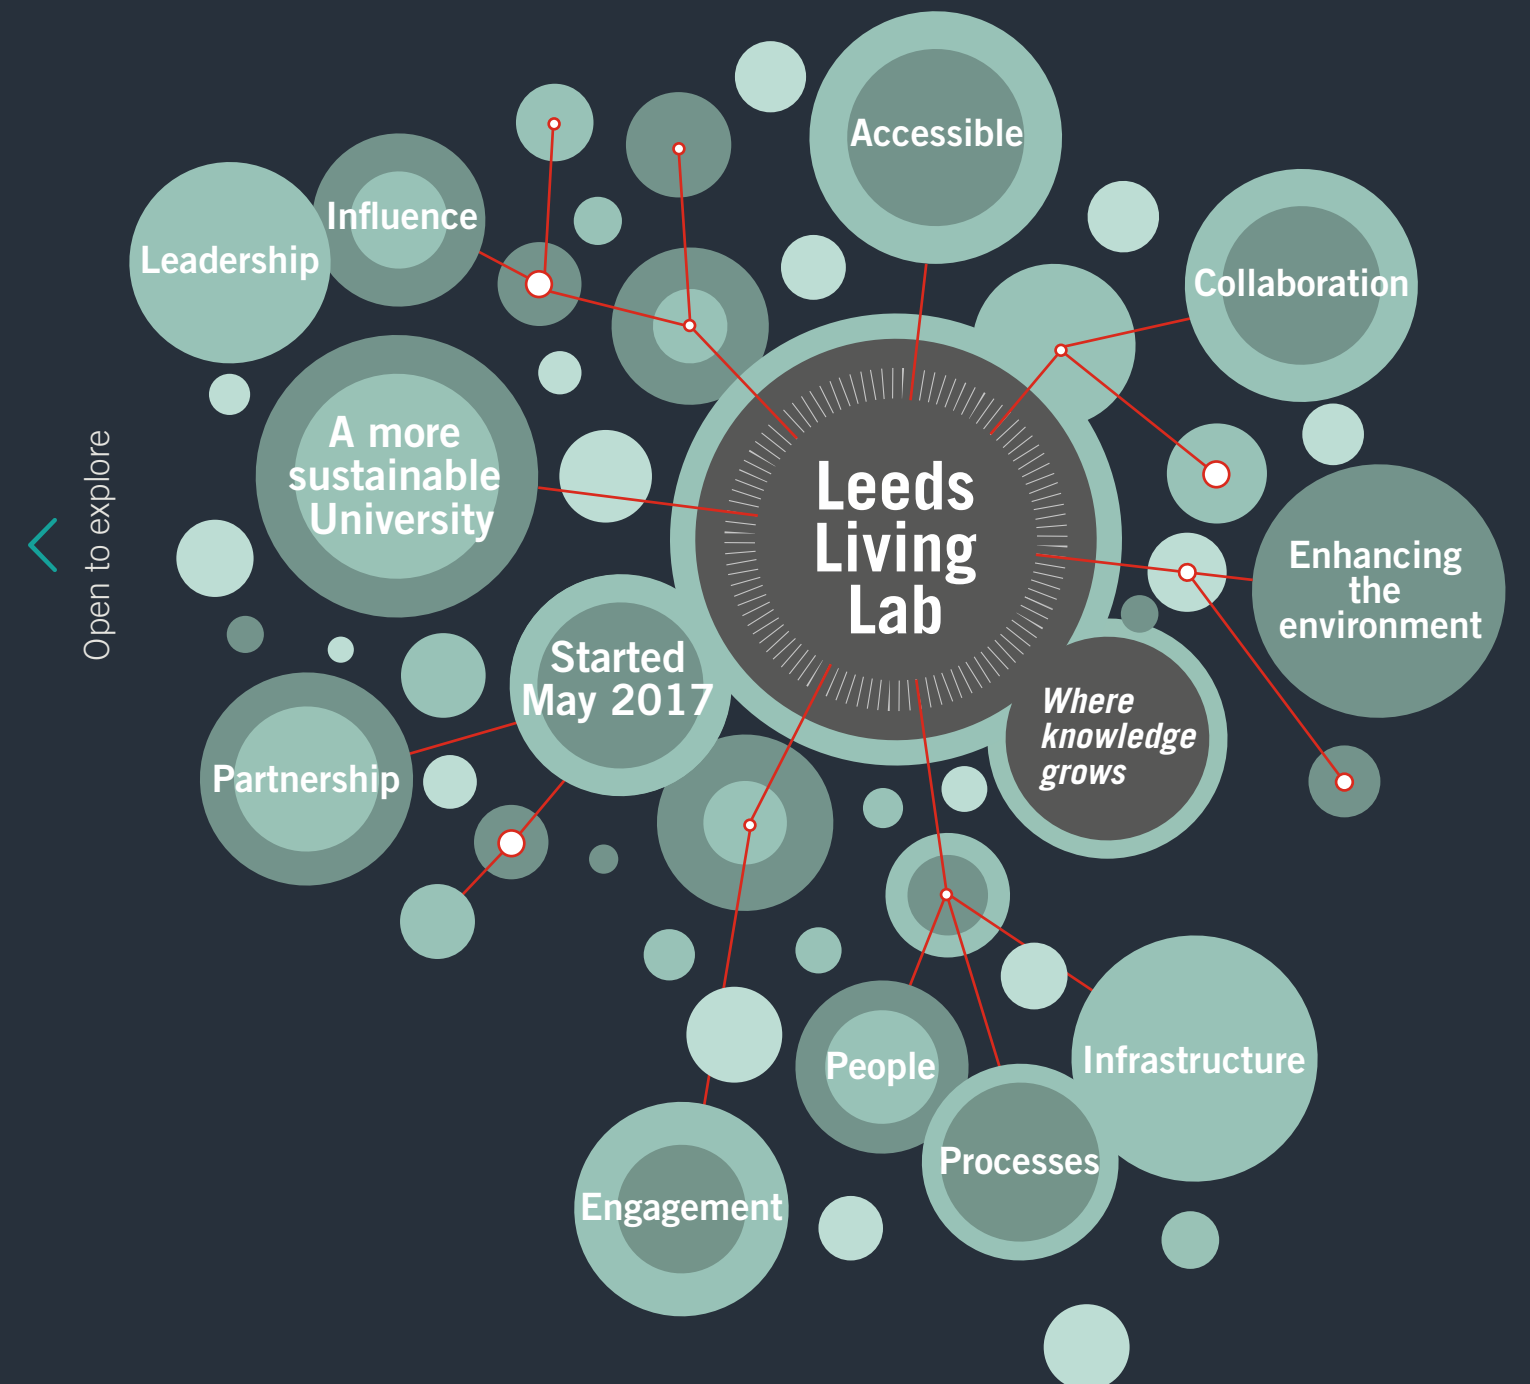 Accessible
Influence
Leadership
Collaboration
Open to explore
A more
sustainable
University
Leeds
Living
Lab
Enhancing
the
environment
Started
May 2017
Where
knowledge
grows
Partnership
People
Infrastructure
Processes
Engagement